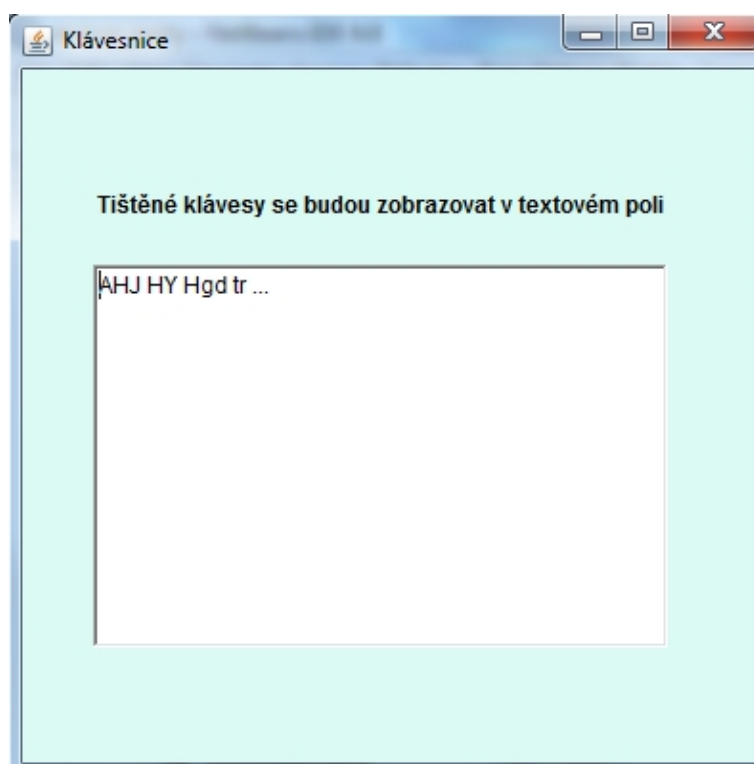 Klávesnice
Tištěné klávesy se budou zobrazovat v textovém poli
AHJ HY Hgd tr ...